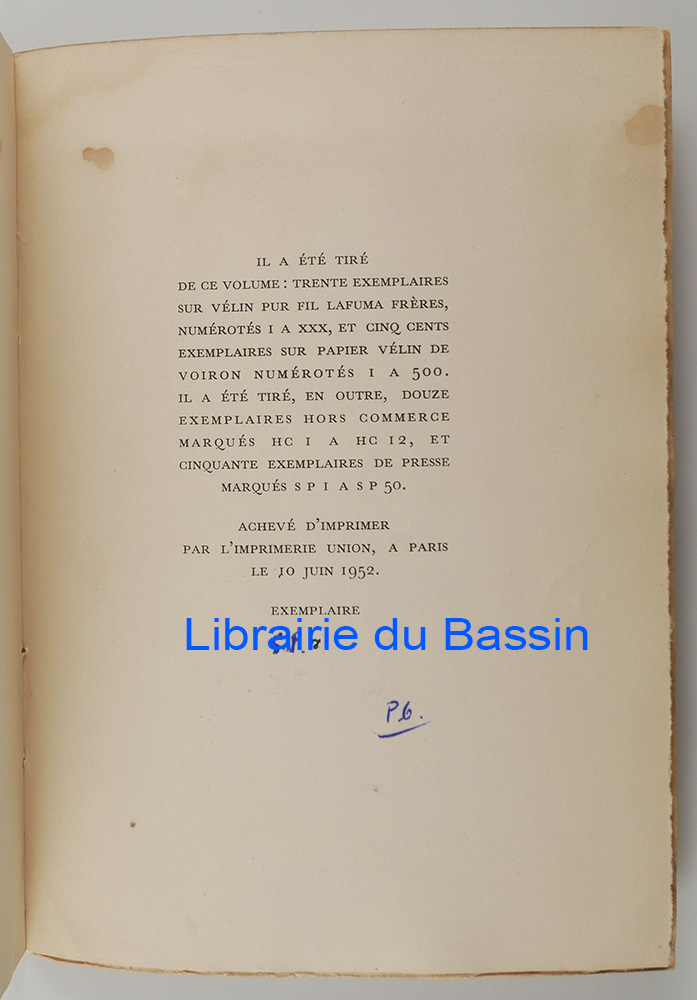 IL A ÉTÉ TIRÉ
DE CE VOLUME : TRENTE EXEMPLAIRES
SUR VÉLIN PUR FIL LAFUMA FRÈRES,
NUMÉROTÉS I A XXX, ET CINQ CENTS
EXEMPLAIRES SUR PAPIER VÉLIN DE
VOIRON NUMÉROTÉS I A 500.
IL A ÉTÉ TIRÉ, EN OUTRE, DOUZE
EXEMPLAIRES HORS COMMERCE
MARQUÉS HC I A HC 12, ET
CINQUANTE EXEMPLAIRES DE PRESSE
MARQUÉS S P I A S P 50.
ACHEVÉ D'IMPRIMER
PAR L'IMPRIMERIE UNION, A PARIS
LE 10 JUIN 1952.
EXEMPLAIRE
Librairie du Bassin
P6.